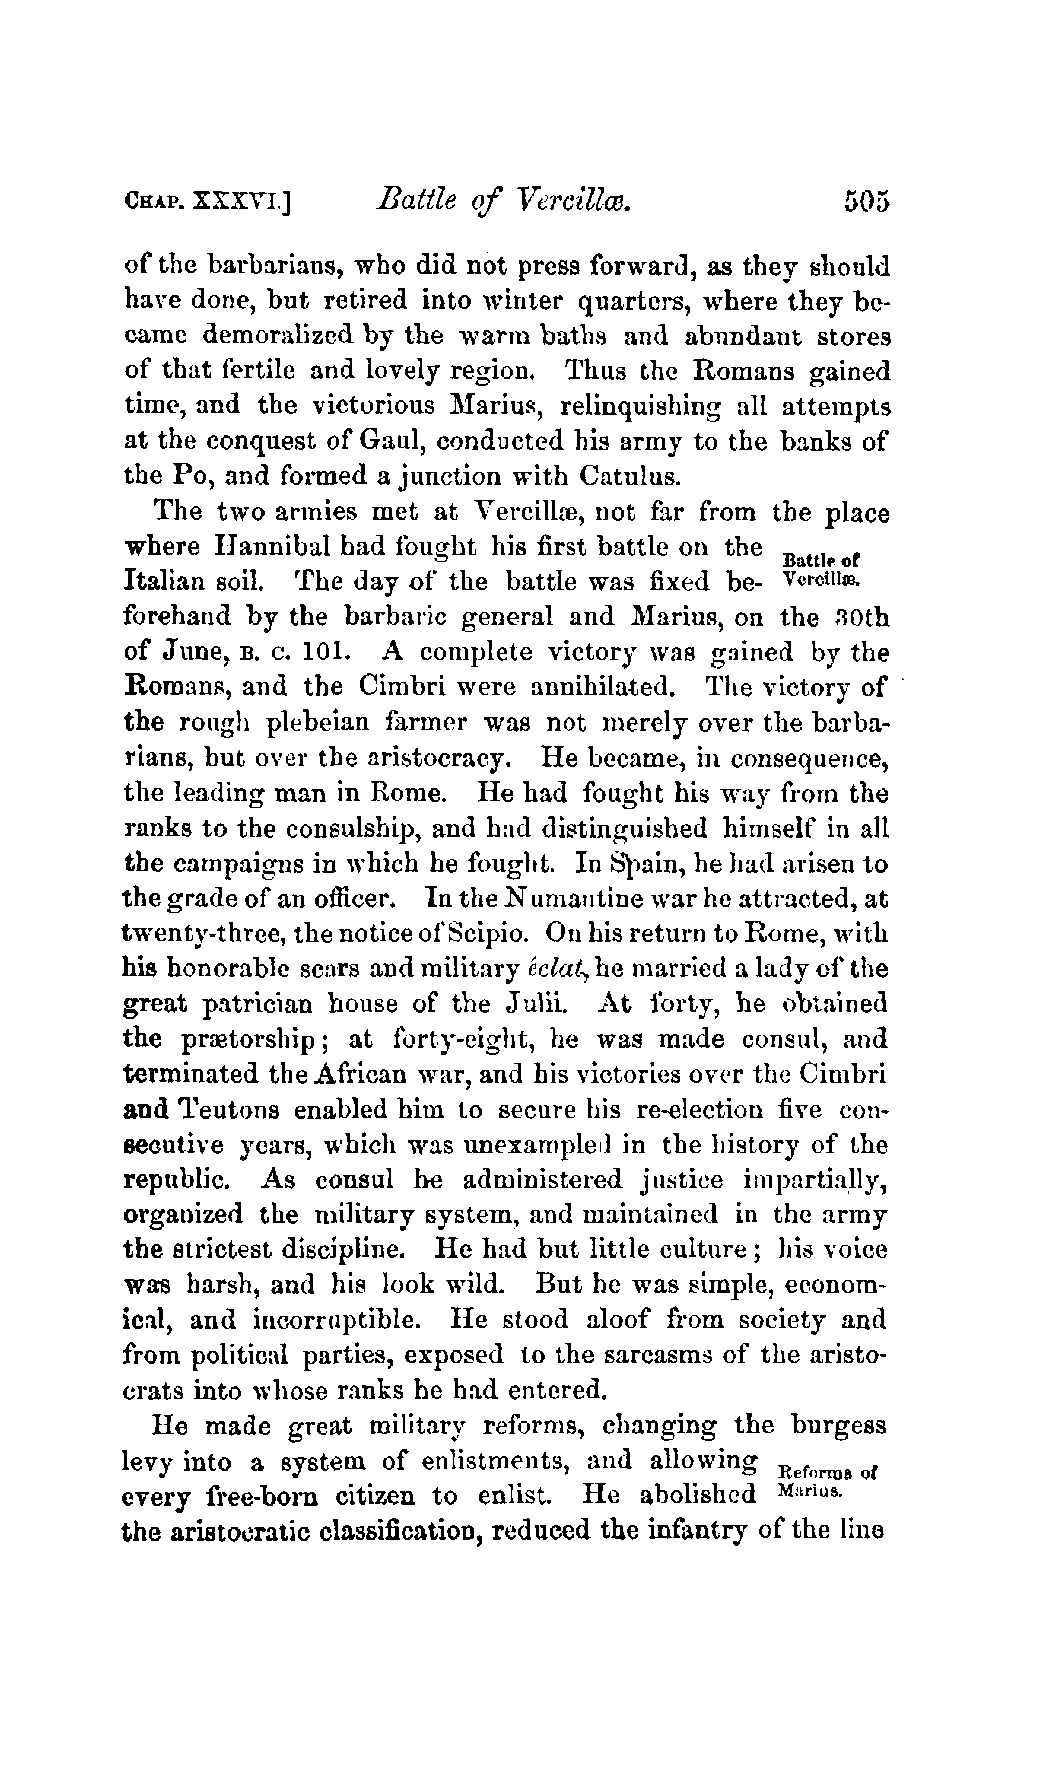 CHAP. XXXVI.] Battle of Vercillæ. 505
of the barbarians, who did not press forward, as they should
have done, but retired into winter quarters, where they be-
came demoralized by the warm baths and abundant stores
of that fertile and lovely region. Thus the Romans gained
time, and the victorious Marius, relinquishing all attempts
at the conquest of Gaul, conducted his army to the banks of
the Po, and formed a junction with Catulus.
The two armies met at Vercillæ, not far from the place
where Hannibal had fought his first battle on the
Italian soil. The day of the battle was fixed be-
Battle of
Vercillæ.
forehand by the barbaric general and Marius, on the 30th
of June, B. C. 101. A complete victory was gained by the
Romans, and the Cimbri were annihilated. The victory of
the rough plebeian farmer was not merely over the barba-
rians, but over the aristocracy. He became, in consequence,
the leading man in Rome. He had fought his way from the
ranks to the consulship, and had distinguished himself in all
the campaigns in which he fought. In Spain, he had arisen to
the grade of an officer. In the Numantine war he attracted, at
twenty-three, the notice of Scipio. On his return to Rome, with
his honorable scars and military éclat, he married a lady of the
great patrician house of the Julii. At forty, he obtained
the prætorship; at forty-eight, he was made consul, and
terminated the African war, and his victories over the Cimbri
and Teutons enabled him to secure his re-election five con-
secutive years, which was unexampled in the history of the
republic. As consul he administered justice impartially,
organized the military system, and maintained in the army
the strictest discipline. He had but little culture; his voice
was harsh, and his look wild. But he was simple, econom-
ical, and incorruptible. He stood aloof from society and
from political parties, exposed to the sarcasms of the aristo-
crats into whose ranks he had entered.
He made great military reforms, changing the burgess
levy into a system of enlistments, and allowing
every free-born citizen to enlist. He abolished
Reforms of
Marius.
the aristocratic classification, reduced the infantry of the line